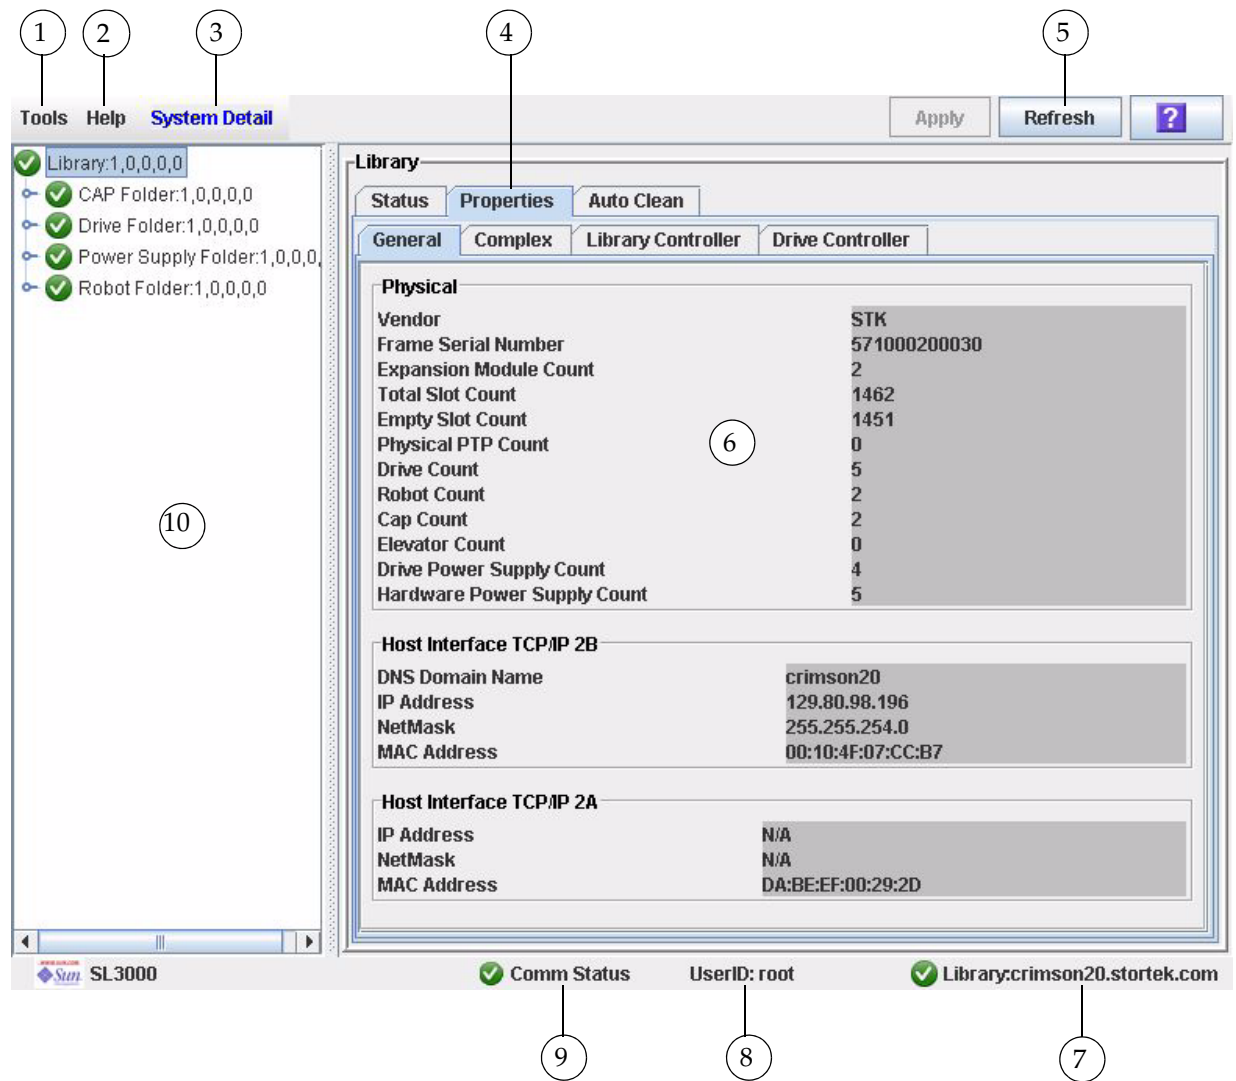 1 2 3 4 5
Tools Help System Detail Apply Refresh ?
Library:1,0,0,0,0
CAP Folder:1,0,0,0,0
Drive Folder:1,0,0,0,0
Power Supply Folder:1,0,0,0,
Robot Folder:1,0,0,0,0
10
Library
Status Properties Auto Clean
General Complex Library Controller Drive Controller
Physical
Vendor STK
Frame Serial Number 571000200030
Expansion Module Count 2
Total Slot Count 1462
Empty Slot Count 1451
Physical PTP Count 0
6
Drive Count 5
Robot Count 2
Cap Count 2
Elevator Count 0
Drive Power Supply Count 4
Hardware Power Supply Count 5
Host Interface TCP/IP 2B
DNS Domain Name crimson20
IP Address 129.80.98.196
NetMask 255.255.254.0
MAC Address 00:10:4F:07:CC:B7
Host Interface TCP/IP 2A
IP Address N/A
NetMask N/A
MAC Address DA:BE:EF:00:29:2D
Sun SL3000 Comm Status UserID: root Library:crimson20.stortek.com
9 8 7